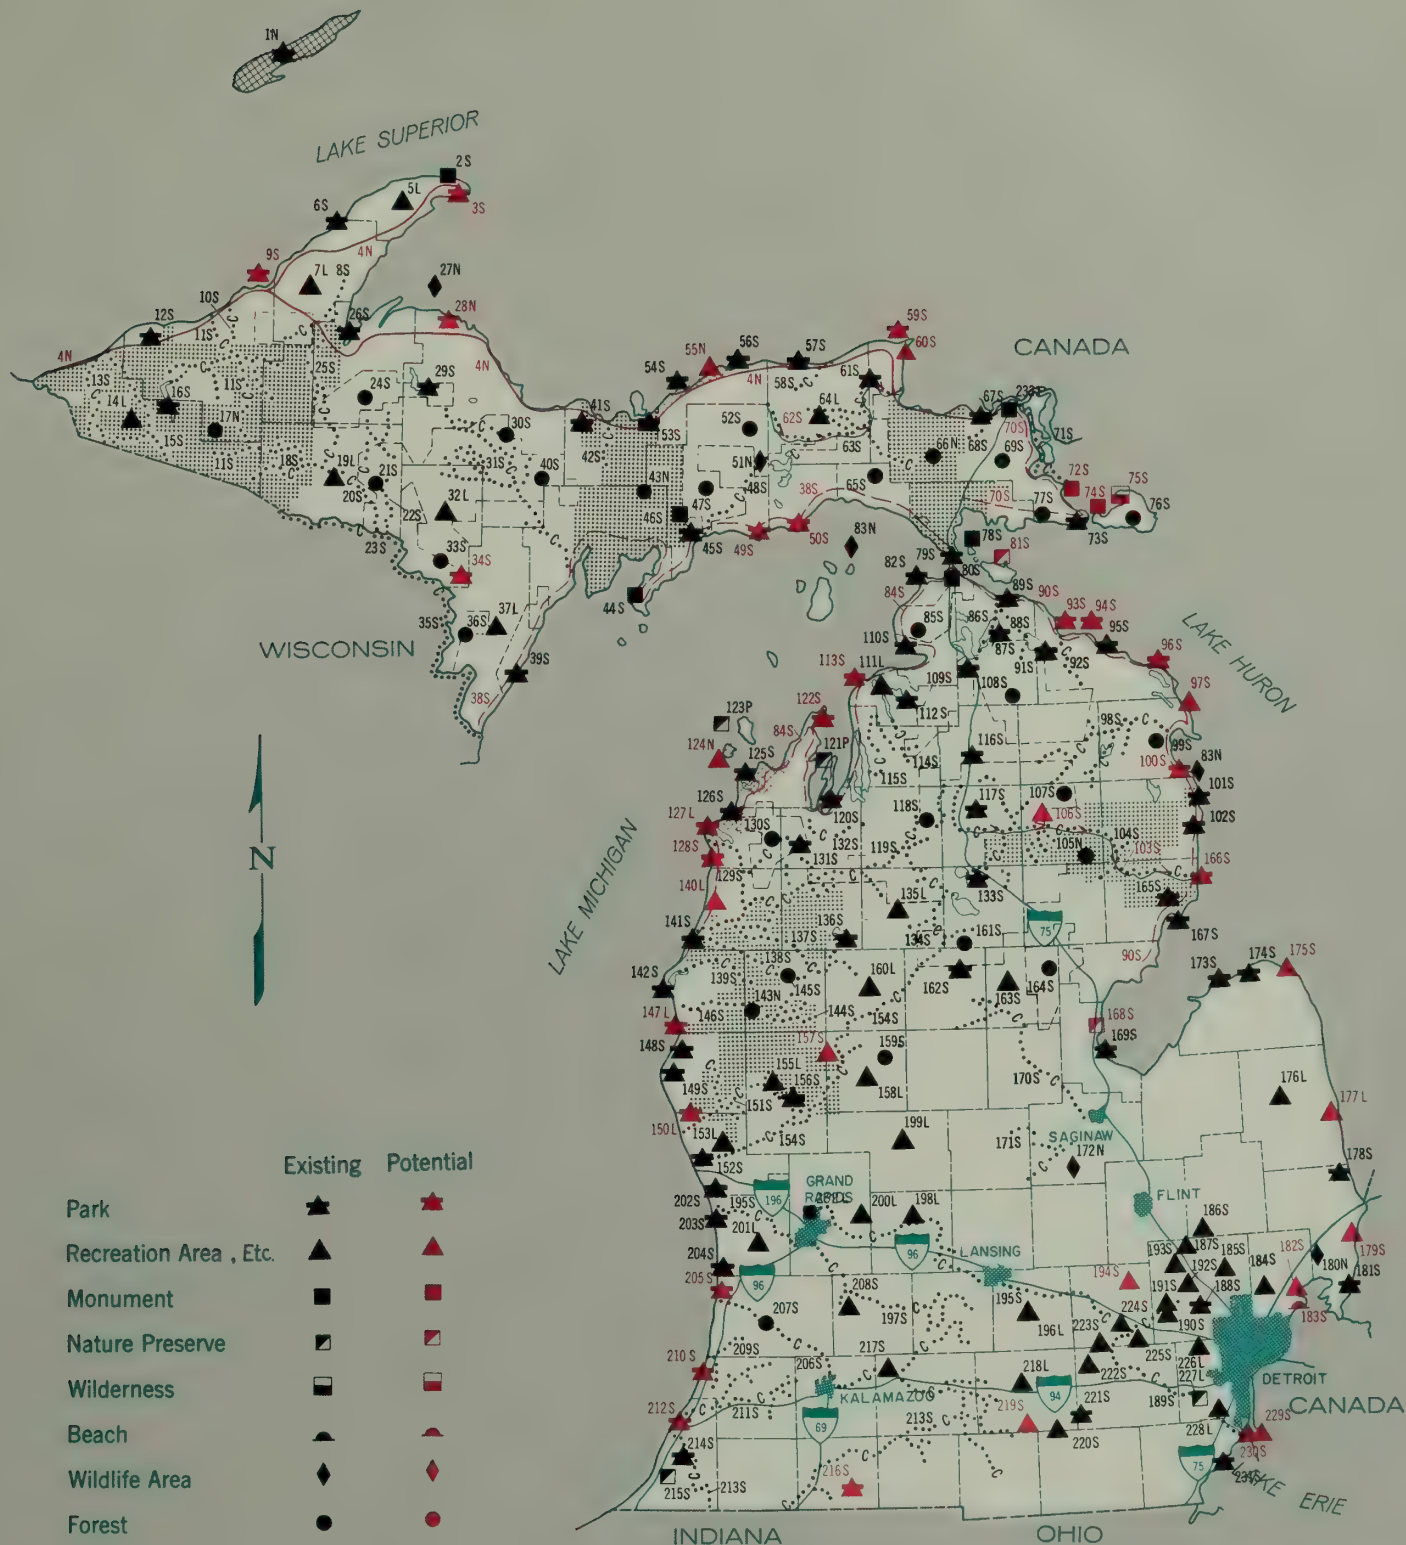 1N
LAKE SUPERIOR
2S
5L
3S
6S
4N
9S
7L
8S
27N
10S
28N
12S
11S
26S
59S
60S
CANADA
4N
4N
55N
56S
57S
54S
4N
58S
61S
13S
16S
11S
25S
24S
29S
14L
17N
41S
53S
52S
62S
64L
67S
233P
70S
71S
15S
30S
42S
63S
66N
68S
69S
11S
18S
19L
21S
31S
40S
43N
51N
48S
65S
72S
75S
20S
32L
46S
47S
38S
70S
77S
74S
76S
22S
23S
33S
45S
49S
50S
83N
78S
73S
34S
79S
81S
82S
80S
44S
84S
89S
90S
35S
36S
37L
85S
86S
88S
93S
94S
LAKE HURON
WISCONSIN
110S
87S
95S
39S
113S
111L
109S
108S
91S
92S
96S
38S
112S
97S
123P
122S
84S
98S
124N
125S
121P
114S
116S
99S
100S
83N
115S
126S
117S
107S
101S
127L
130S
120S
118S
106S
102S
N
LAKE MICHIGAN
128S
132S
119S
104S
105N
103S
129S
131S
166S
140L
135L
133S
165S
141S
137S
136S
134S
161S
75
167S
90S
138S
142S
139S
145S
160L
162S
163S
164S
173S
174S
175S
143N
147L
146S
144S
154S
168S
148S
157S
159S
169S
155L
149S
156S
158L
170S
176L
151S
177L
150L
SAGINAW
153L
154S
199L
171S
172N
152S
178S
Existing Potential
196
GRAND
RAPIDS
202S
195S
200L
198L
FLINT
Park
203S
201L
186S
Recreation Area , Etc.
204S
96
LANSING
193S
187S
185S
182S
179S
192S
184S
180N
205S
96
208S
194S
191S
188S
181S
Monument
207S
197S
195S
196L
224S
190S
183S
223S
Nature Preserve
209S
206S
217S
225S
226L
210S
218L
222S
227L
DETROIT
Wilderness
KALAMAZOO
94
221S
189S
CANADA
212S
211S
69
213S
219S
229S
Beach
214S
220S
228L
230S
Wildlife Area
215S
213S
216S
75
LAKE ERIE
Forest
INDIANA
OHIO